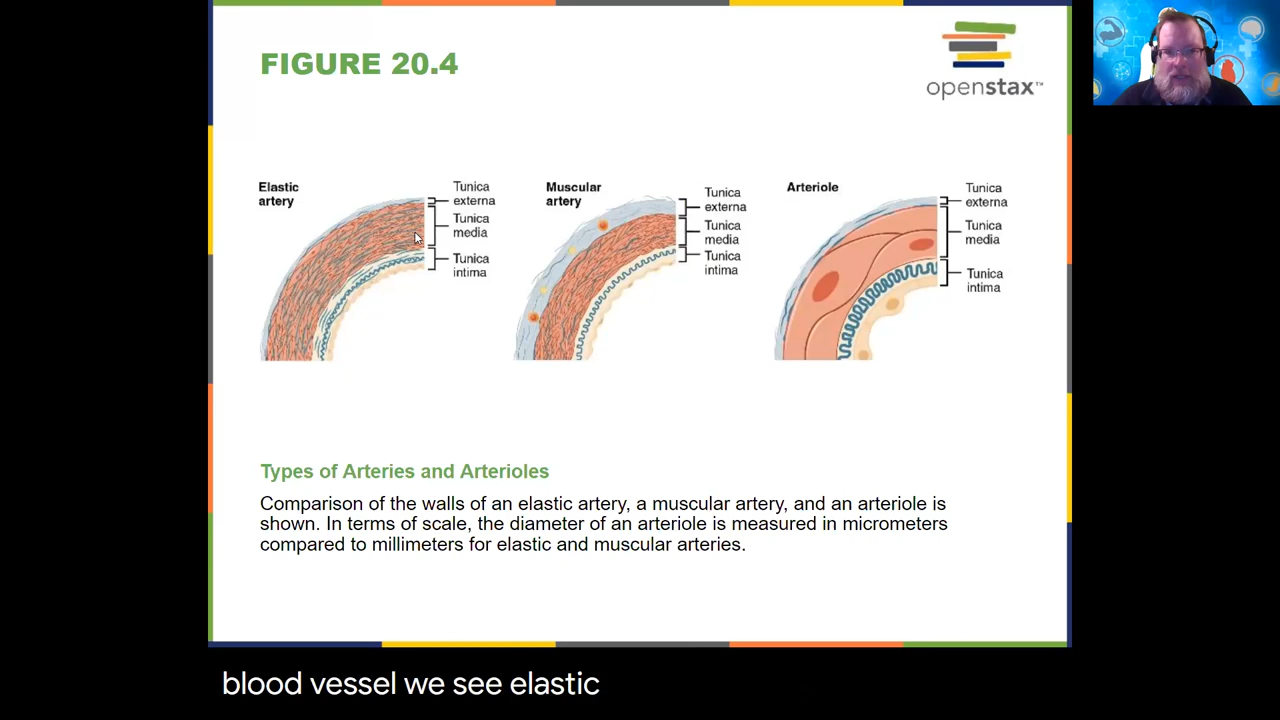 FIGURE 20.4
openstax™
Elastic
artery
Tunica
externa
Tunica
media
Tunica
intima
Muscular
artery
Tunica
externa
Tunica
media
Tunica
intima
Arteriole
Tunica
externa
Tunica
media
Tunica
intima
Types of Arteries and Arterioles
Comparison of the walls of an elastic artery, a muscular artery, and an arteriole is
shown. In terms of scale, the diameter of an arteriole is measured in micrometers
compared to millimeters for elastic and muscular arteries.
blood vessel we see elastic